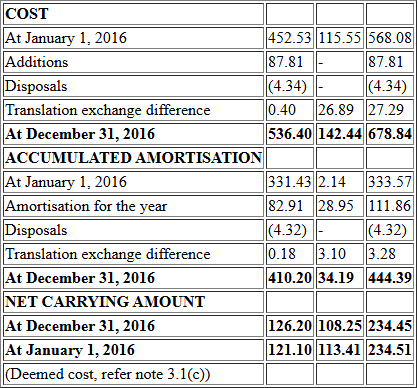 COST
At January 1, 2016 452.53 115.55 568.08
Additions 87.81 - 87.81
Disposals (4.34) - (4.34)
Translation exchange difference 0.40 26.89 27.29
At December 31, 2016 536.40 142.44 678.84
ACCUMULATED AMORTISATION
At January 1, 2016 331.43 2.14 333.57
Amortisation for the year 82.91 28.95 111.86
Disposals (4.32) - (4.32)
Translation exchange difference 0.18 3.10 3.28
At December 31, 2016 410.20 34.19 444.39
NET CARRYING AMOUNT
At December 31, 2016 126.20 108.25 234.45
At January 1, 2016 121.10 113.41 234.51
(Deemed cost, refer note 3.1(c))